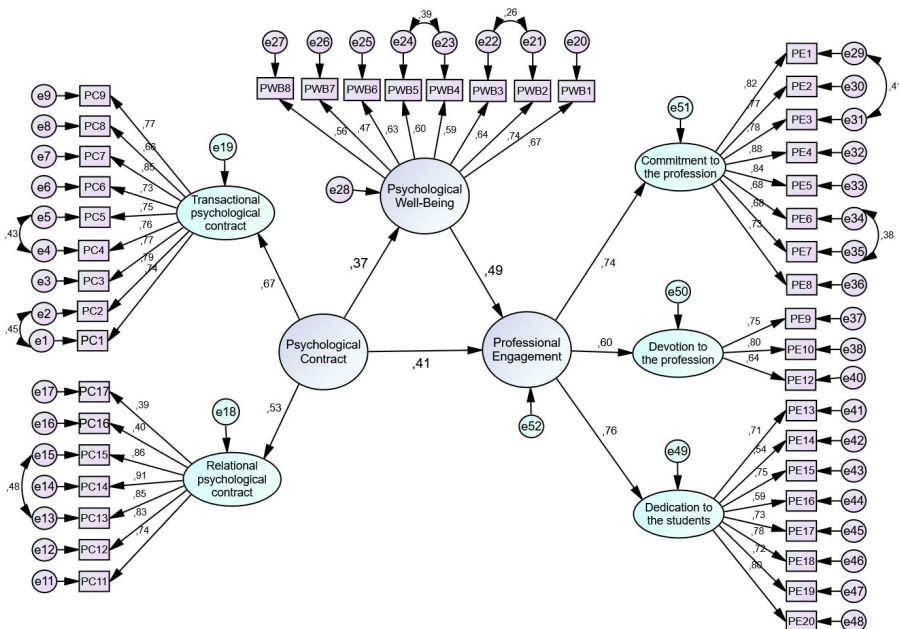 e27
e26
e25
,39
e24
e23
,26
e22
e21
e20
PWB8
PWB7
PWB6
PWB5
PWB4
PWB3
PWB2
PWB1
,56
,47
,63
,60
,59
,64
,74
,67
e28
Psychological
Well-Being
e9
PC9
e8
PC8
e7
PC7
e6
PC6
e5
PC5
,43
e4
PC4
e3
PC3
e2
PC2
,45
e1
PC1
,77
,66
,85
,73
,75
,76
,77
,79
,74
e19
Transactional
psychological
contract
,67
,37
,49
Psychological
Contract
,41
Professional
Engagement
e52
,53
e17
PC17
e16
PC16
e15
PC15
,48
e14
PC14
e13
PC13
e12
PC12
e11
PC11
,39
,40
,86
,91
,85
,83
,74
e18
Relational
psychological
contract
,74
,60
,76
e51
Commitment to
the profession
,82
,77
,78
,88
,84
,68
,68
,73
PE1
e29
PE2
e30
,41
PE3
e31
PE4
e32
PE5
e33
PE6
e34
,38
PE7
e35
PE8
e36
e50
Devotion to
the profession
,75
,80
,64
PE9
e37
PE10
e38
PE12
e40
e49
Dedication to
the students
,71
,54
,75
,59
,73
,78
,72
,80
PE13
e41
PE14
e42
PE15
e43
PE16
e44
PE17
e45
PE18
e46
PE19
e47
PE20
e48